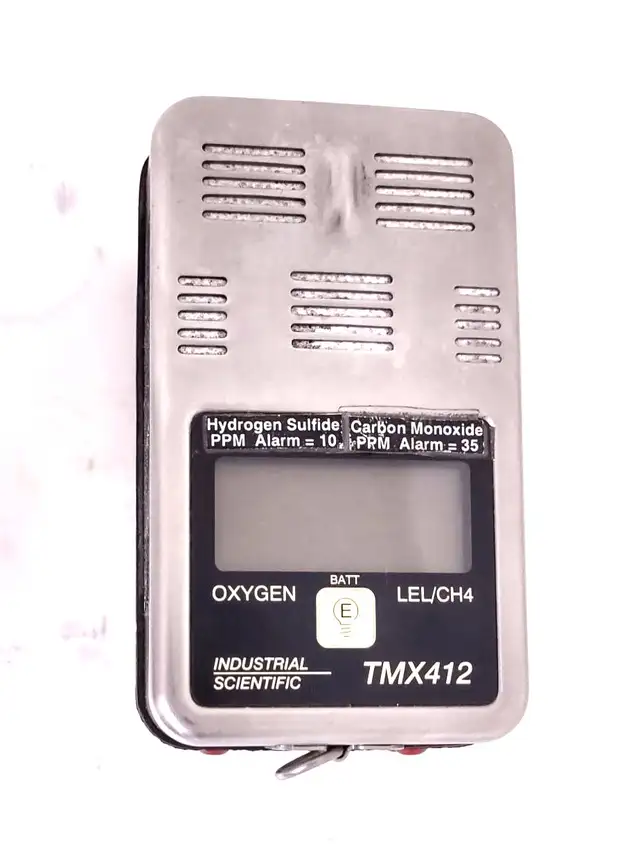 Hydrogen Sulfide
PPM Alarm = 10
Carbon Monoxide
PPM Alarm = 35
BATT
OXYGEN
E
LEL/CH4
INDUSTRIAL
SCIENTIFIC
TMX412